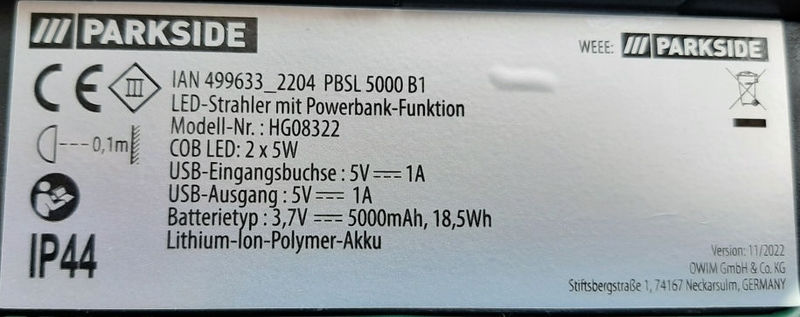 /// PARKSIDE
WEEE: /// PARKSIDE
CE III
IAN 499633_2204 PBSL 5000 B1
LED-Strahler mit Powerbank-Funktion
Modell-Nr. : HG08322
0,1m
COB LED: 2 x 5W
USB-Eingangsbuchse : 5V ⎓ 1A
USB-Ausgang : 5V ⎓ 1A
Batterietyp : 3,7V ⎓ 5000mAh, 18,5Wh
Lithium-Ion-Polymer-Akku
IP44
Version: 11/2022
OWIM GmbH & Co. KG
Stiftsbergstraße 1, 74167 Neckarsulm, GERMANY